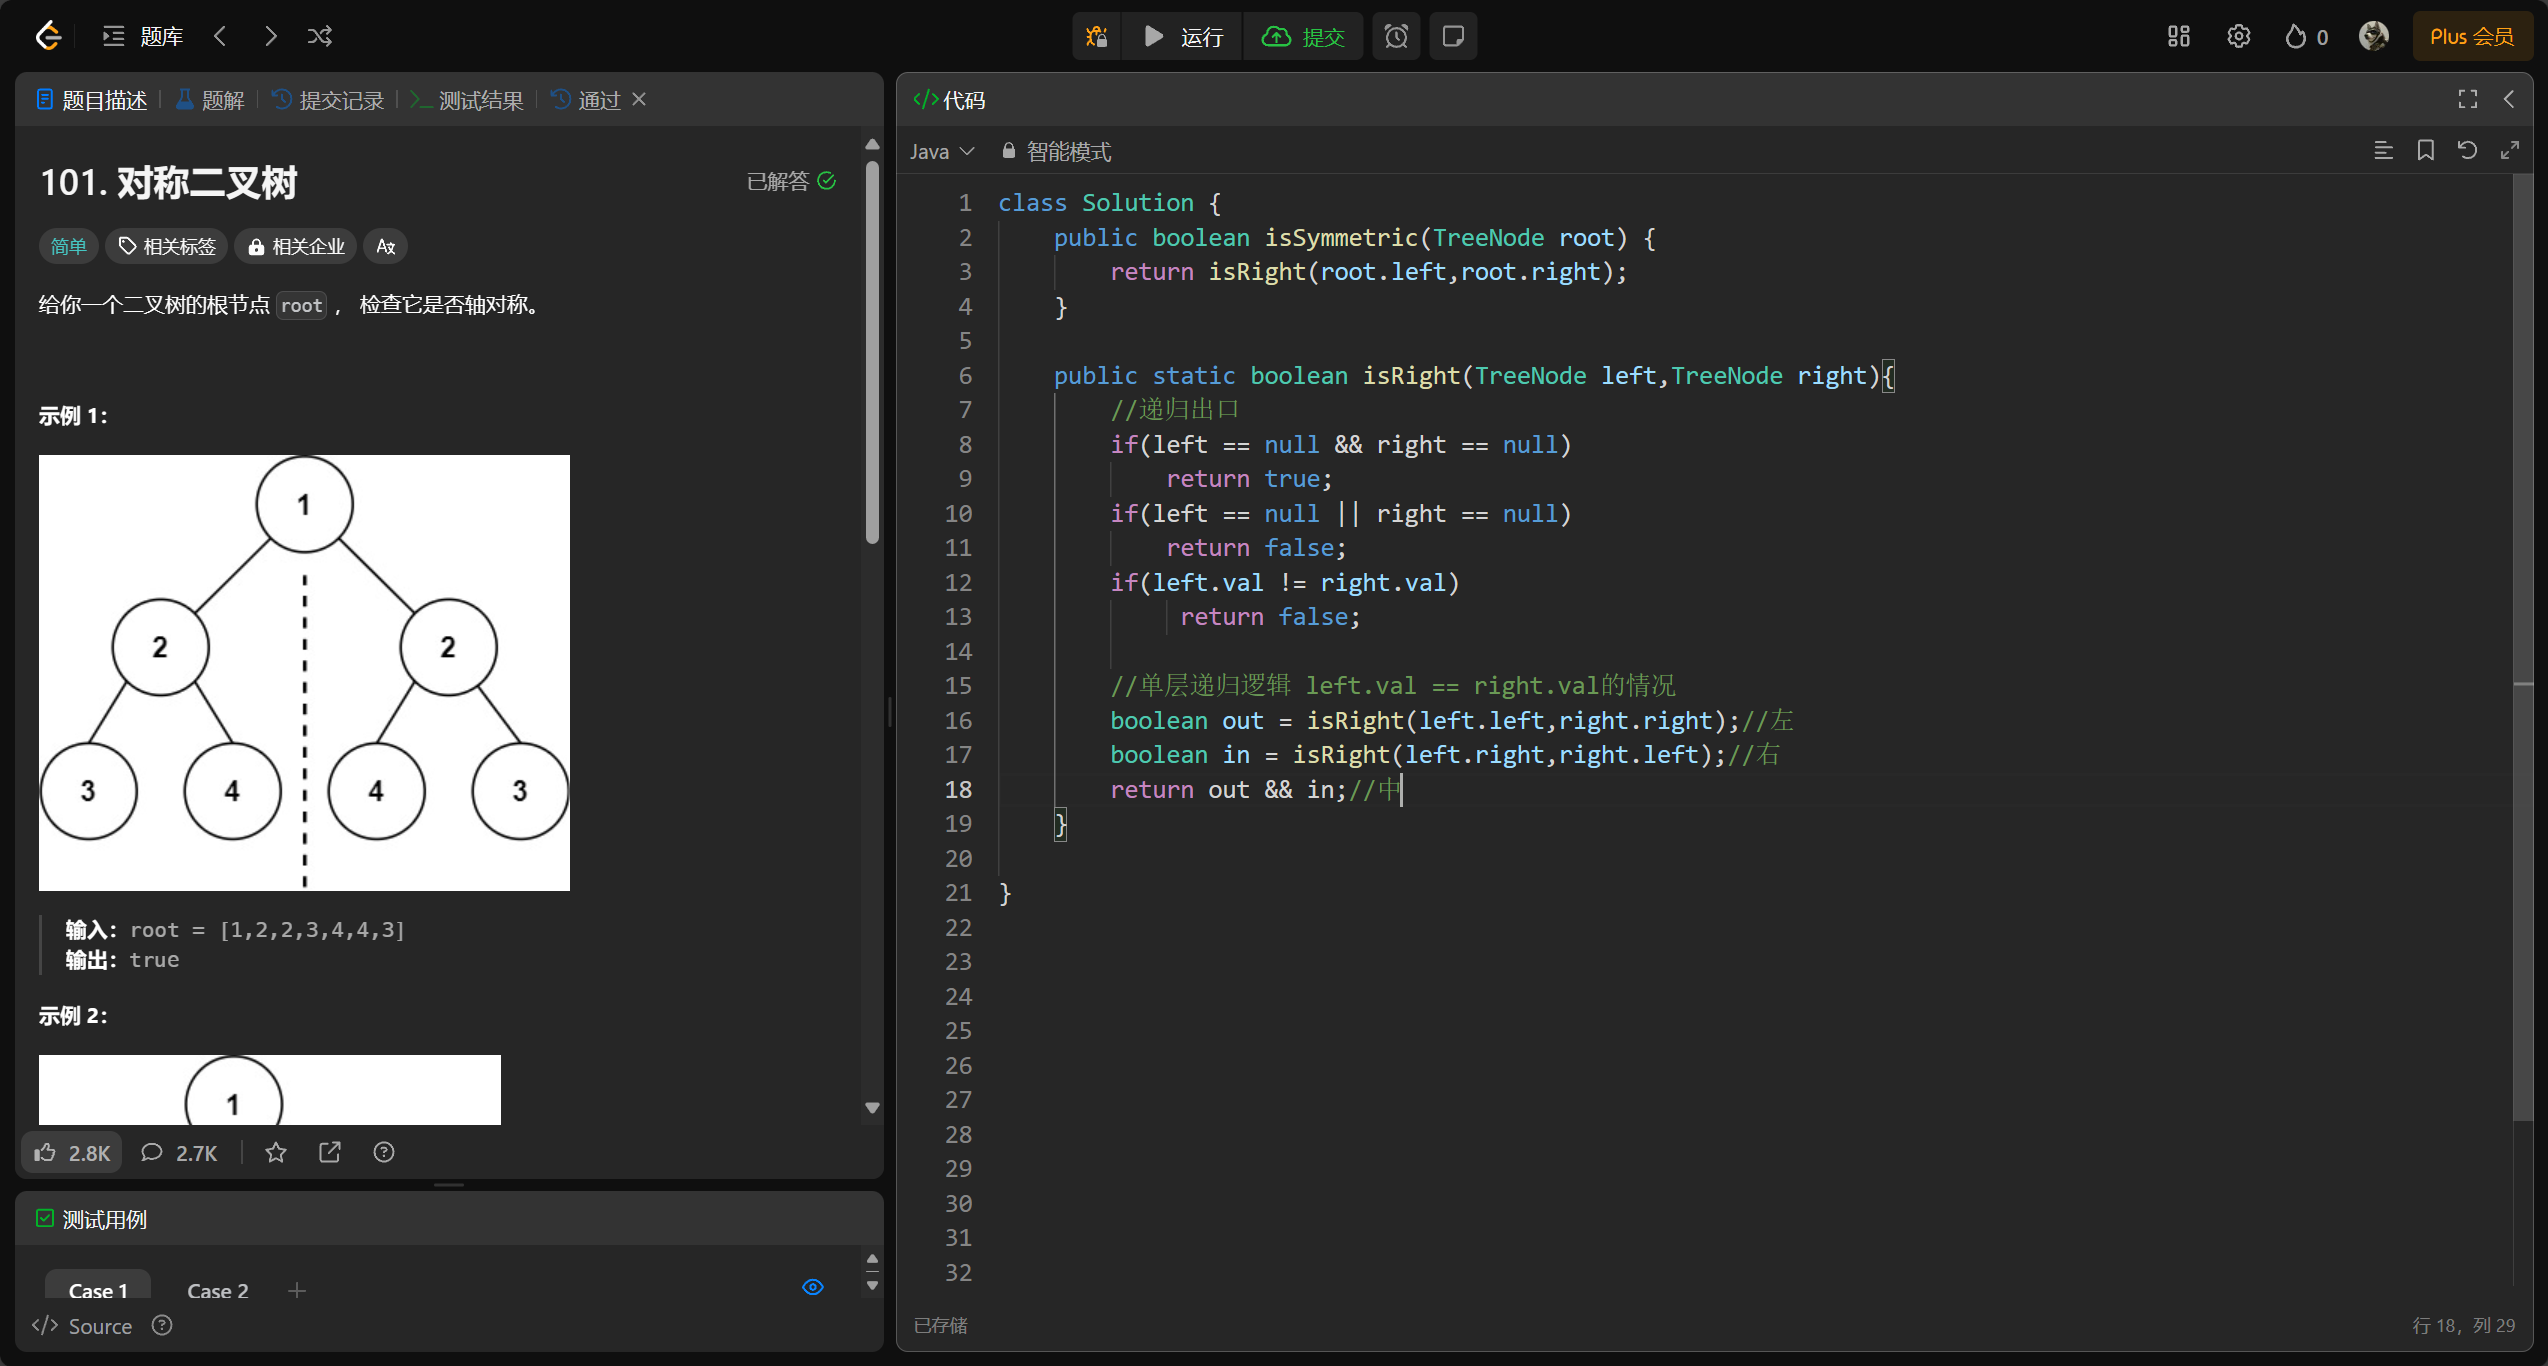 题库
运行
提交
0
Plus 会员
题目描述
题解
提交记录
测试结果
通过
101. 对称二叉树
已解答
简单
相关标签
相关企业
给你一个二叉树的根节点 root ， 检查它是否轴对称。
示例 1：
1
2 2
3 4 4 3
输入：root = [1,2,2,3,4,4,3]
输出：true
示例 2：
1
2.8K
2.7K
测试用例
Case 1
Case 2
Source
代码
Java
智能模式
1 class Solution {
2 public boolean isSymmetric(TreeNode root) {
3 return isRight(root.left,root.right);
4 }
5
6 public static boolean isRight(TreeNode left,TreeNode right){
7 //递归出口
8 if(left == null && right == null)
9 return true;
10 if(left == null || right == null)
11 return false;
12 if(left.val != right.val)
13 return false;
14
15 //单层递归逻辑 left.val == right.val的情况
16 boolean out = isRight(left.left,right.right);//左
17 boolean in = isRight(left.right,right.left);//右
18 return out && in;//中
19 }
20
21 }
22
23
24
25
26
27
28
29
30
31
32
已存储
行 18，列 29